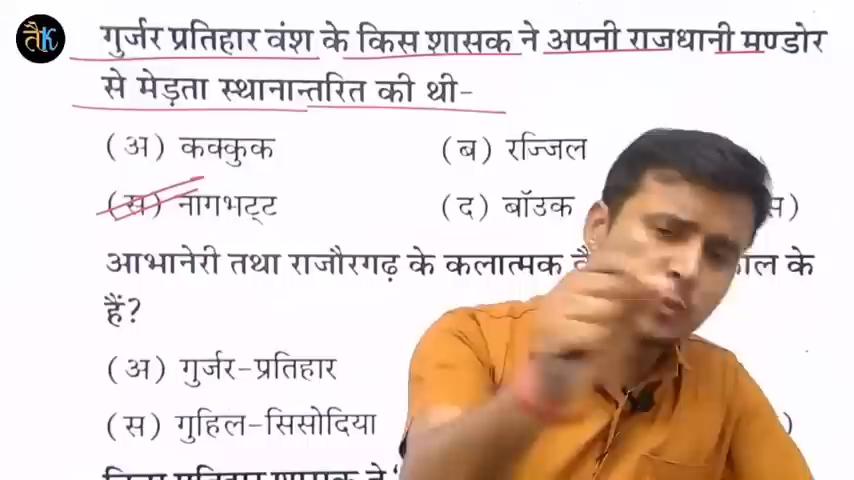 तैK
गुर्जर प्रतिहार वंश के किस शासक ने अपनी राजधानी मण्डोर
से मेड़ता स्थानान्तरित की थी-
(अ) कक्कुक (ब) रज्जिल
(स) नागभट्ट (द) बॉउक स)
आभानेरी तथा राजौरगढ़ के कलात्मक के
हैं?
(अ) गुर्जर-प्रतिहार
(स) गुहिल-सिसोदिया )